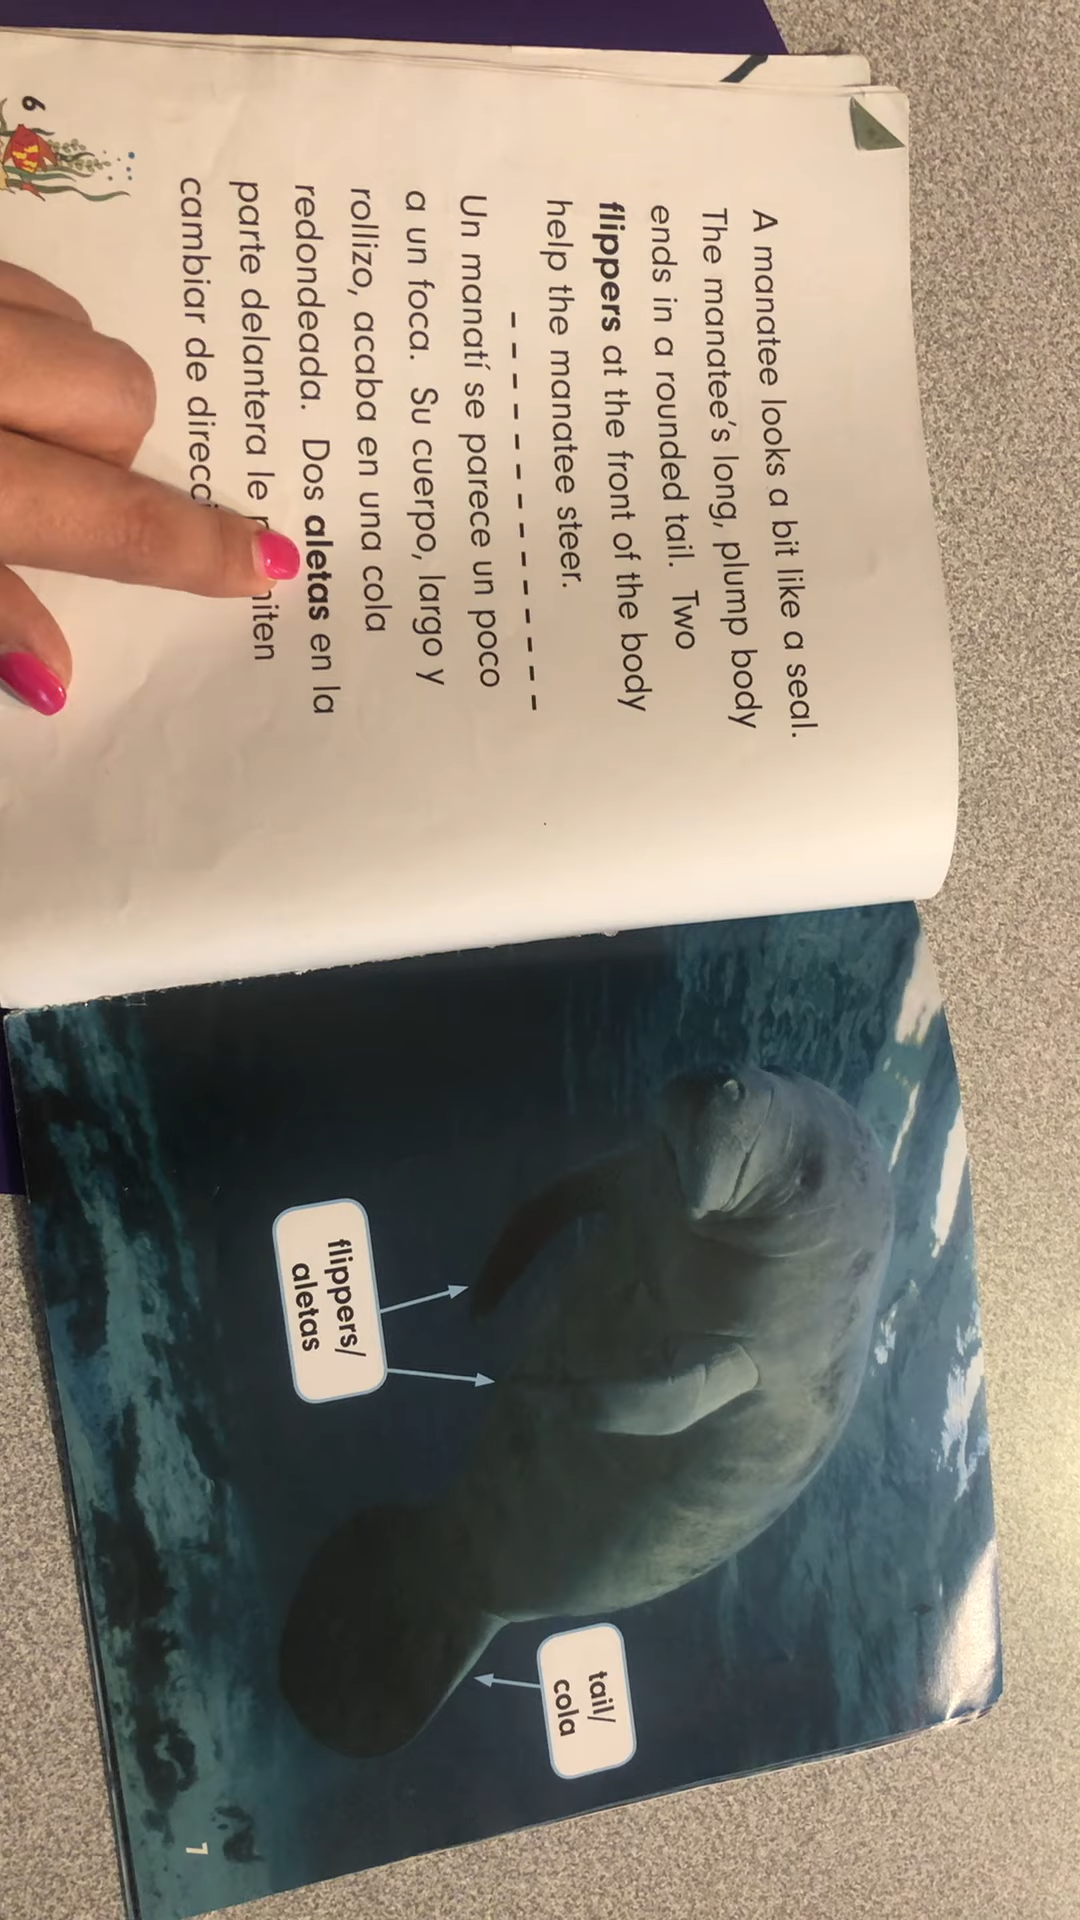 A manatee looks a bit like a seal.
The manatee's long, plump body
ends in a rounded tail. Two
flippers at the front of the body
help the manatee steer.
Un manatí se parece un poco
a un foca. Su cuerpo, largo y
rollizo, acaba en una cola
redondeada. Dos aletas en la
parte delantera le
cambiar de
6
flippers/
aletas
tail/
cola
7